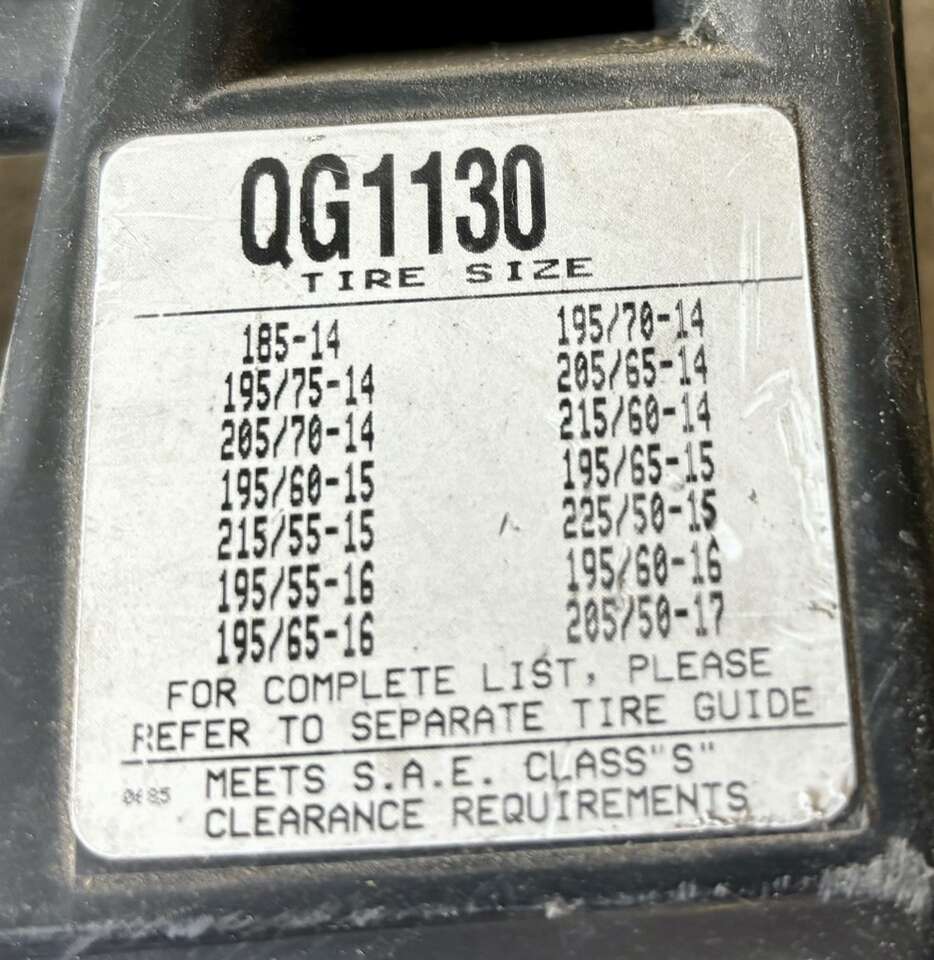 QG1130
TIRE SIZE
185-14 195/70-14
195/75-14 205/65-14
205/70-14 215/60-14
195/60-15 195/65-15
215/55-15 225/50-15
195/55-16 195/60-16
195/65-16 205/50-17
FOR COMPLETE LIST, PLEASE
REFER TO SEPARATE TIRE GUIDE
MEETS S.A.E. CLASS"S"
CLEARANCE REQUIREMENTS